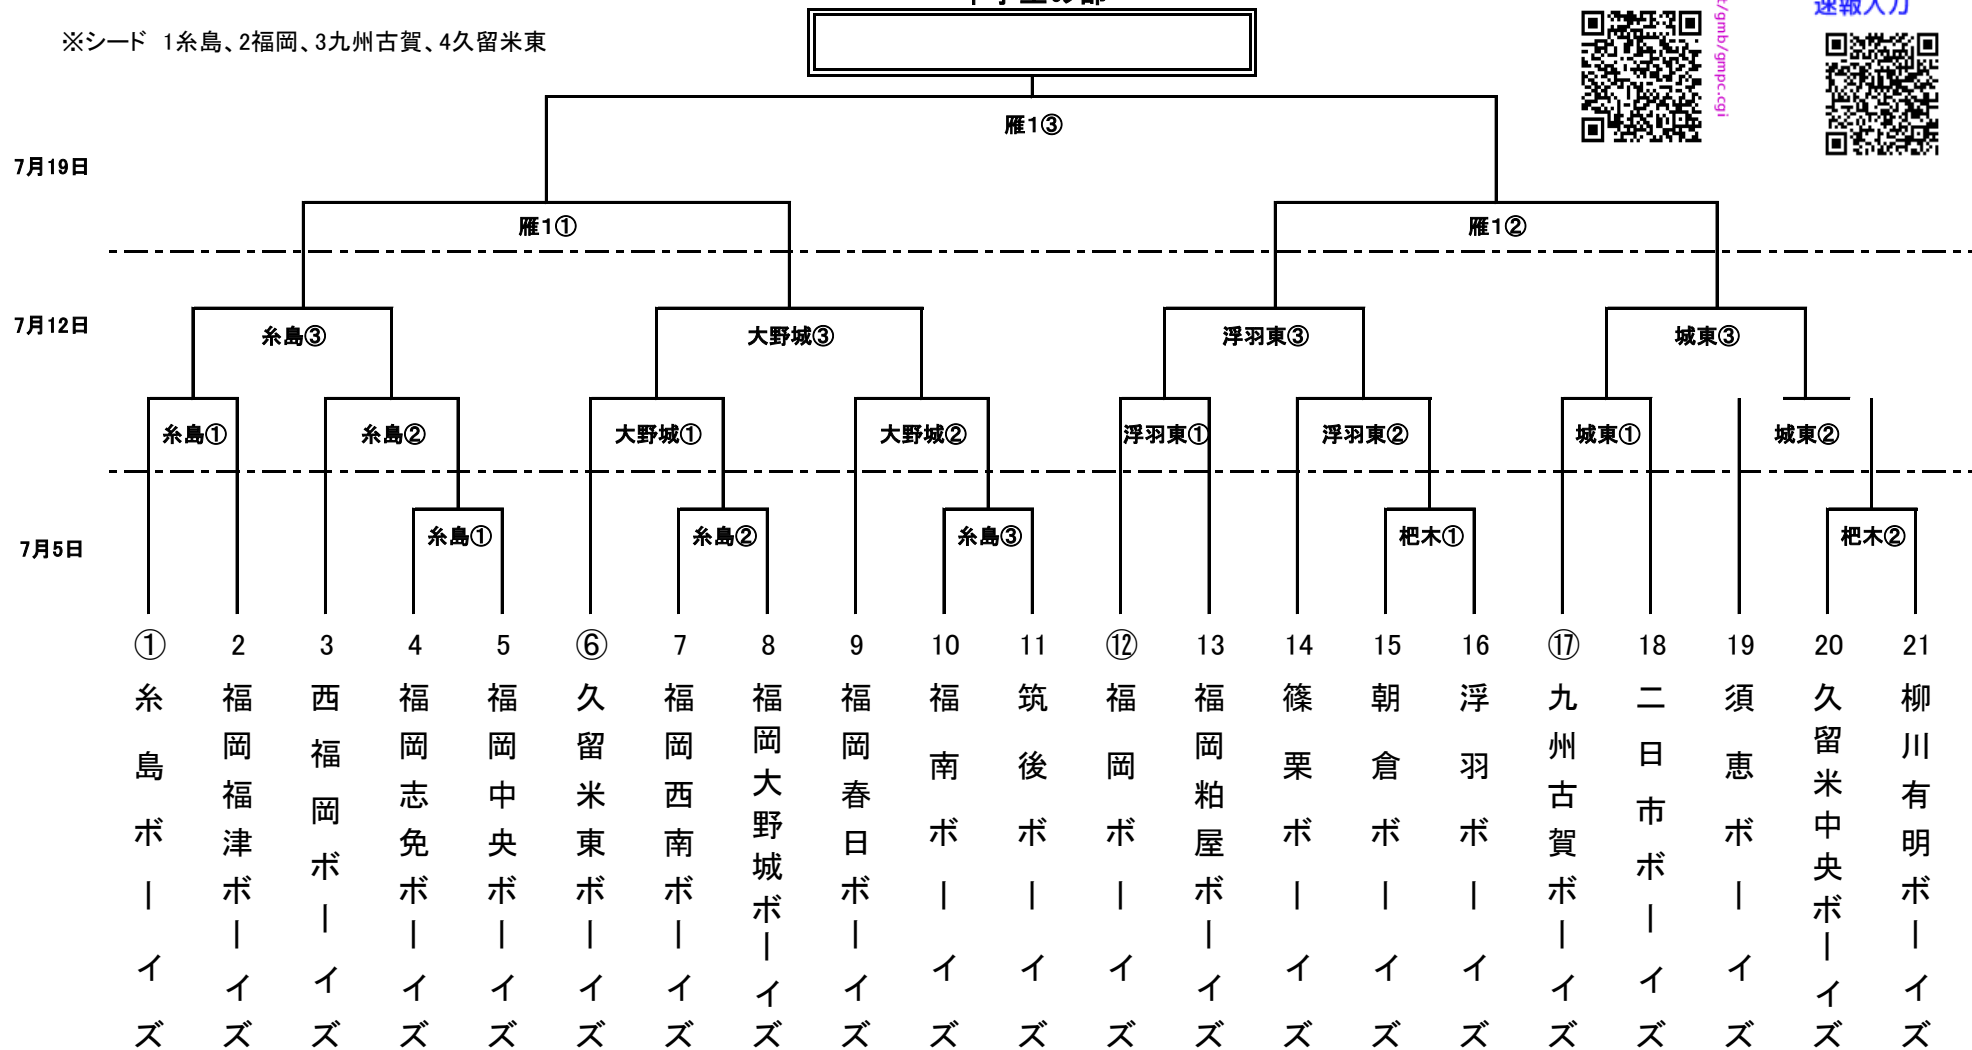 速報入力
t/gmb/gmpc.cgi
※シード 1糸島、2福岡、3九州古賀、4久留米東
雁1③
7月19日
雁1①
雁1②
7月12日
糸島③
大野城③
浮羽東③
城東③
糸島①
糸島②
大野城①
大野城②
浮羽東①
浮羽東②
城東①
城東②
7月5日
糸島①
糸島②
糸島③
杷木①
杷木②
① 糸島ボーイズ
2 福岡福津ボーイズ
3 西福岡ボーイズ
4 福岡志免ボーイズ
5 福岡中央ボーイズ
⑥ 久留米東ボーイズ
7 福岡西南ボーイズ
8 福岡大野城ボーイズ
9 福岡春日ボーイズ
10 福南ボーイズ
11 筑後ボーイズ
⑫ 福岡ボーイズ
13 福岡粕屋ボーイズ
14 篠栗ボーイズ
15 朝倉ボーイズ
16 浮羽ボーイズ
⑰ 九州古賀ボーイズ
18 二日市ボーイズ
19 須恵ボーイズ
20 久留米中央ボーイズ
21 柳川有明ボーイズ